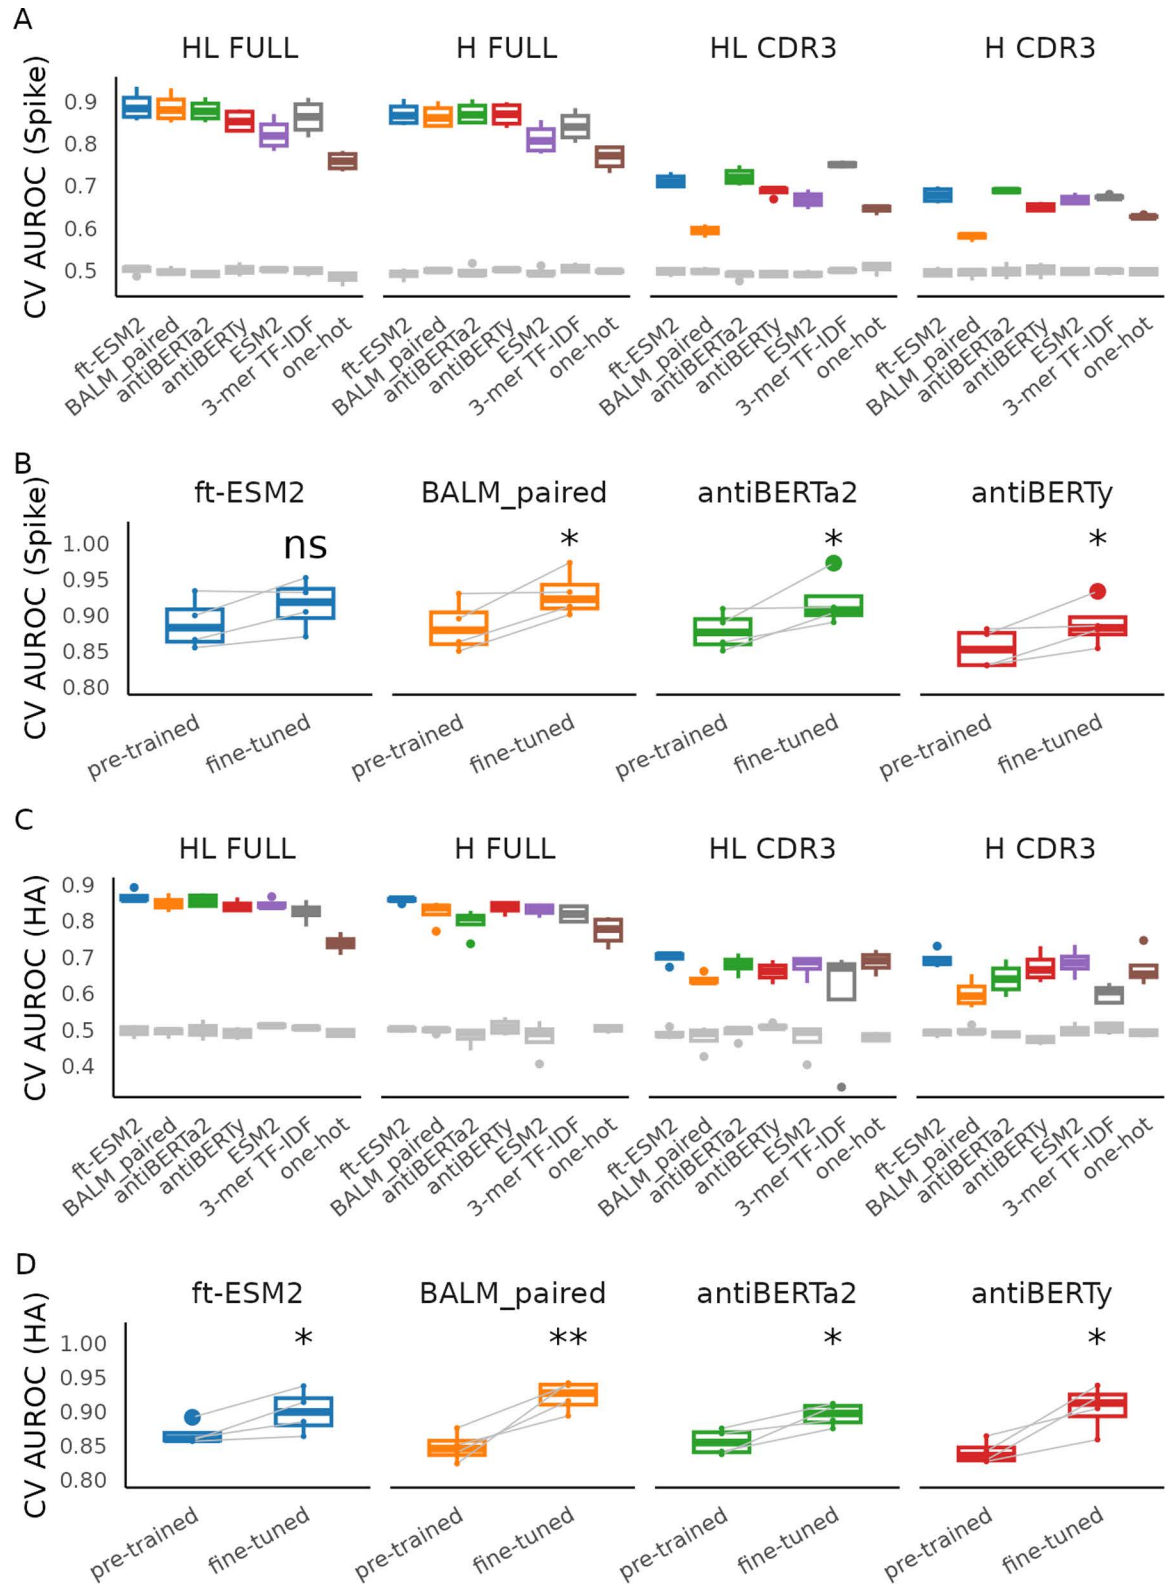 A
HL FULL H FULL HL CDR3 H CDR3
CV AUROC (Spike)
0.9
0.8
0.7
0.6
0.5
ft-ESM2 BALM_paired antiBERTa2 antiBERTy ESM2 3-mer TF-IDF one-hot ft-ESM2 BALM_paired antiBERTa2 antiBERTy ESM2 3-mer TF-IDF one-hot ft-ESM2 BALM_paired antiBERTa2 antiBERTy ESM2 3-mer TF-IDF one-hot ft-ESM2 BALM_paired antiBERTa2 antiBERTy ESM2 3-mer TF-IDF one-hot
B
ft-ESM2 BALM_paired antiBERTa2 antiBERTy
CV AUROC (Spike)
ns * * *
1.00
0.95
0.90
0.85
0.80
pre-trained fine-tuned pre-trained fine-tuned pre-trained fine-tuned pre-trained fine-tuned
C
HL FULL H FULL HL CDR3 H CDR3
CV AUROC (HA)
0.9
0.8
0.7
0.6
0.5
0.4
ft-ESM2 BALM_paired antiBERTa2 antiBERTy ESM2 3-mer TF-IDF one-hot ft-ESM2 BALM_paired antiBERTa2 antiBERTy ESM2 3-mer TF-IDF one-hot ft-ESM2 BALM_paired antiBERTa2 antiBERTy ESM2 3-mer TF-IDF one-hot ft-ESM2 BALM_paired antiBERTa2 antiBERTy ESM2 3-mer TF-IDF one-hot
D
ft-ESM2 BALM_paired antiBERTa2 antiBERTy
CV AUROC (HA)
* ** * *
1.00
0.95
0.90
0.85
0.80
pre-trained fine-tuned pre-trained fine-tuned pre-trained fine-tuned pre-trained fine-tuned